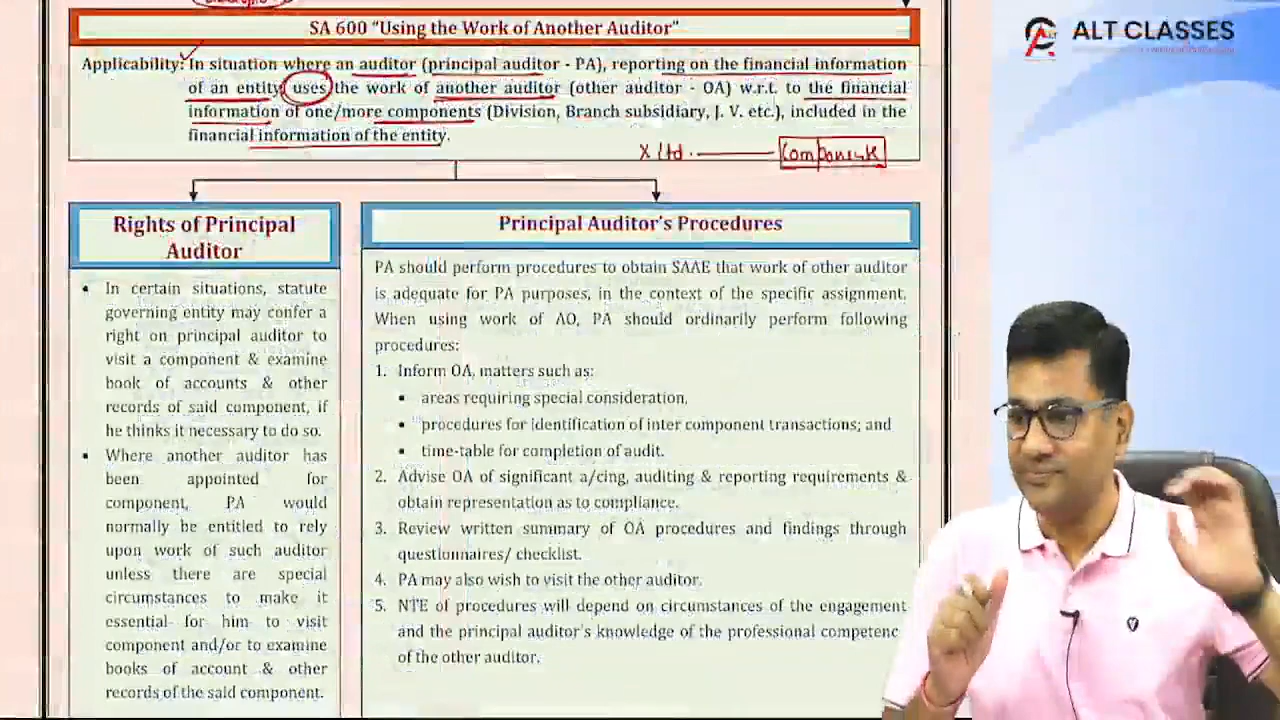 SA 600 "Using the Work of Another Auditor"
ALT CLASSES
Applicability: In situation where an auditor (principal auditor - PA), reporting on the financial information
of an entity, uses the work of another auditor (other auditor - OA) w.r.t. to the financial
information of one/more components (Division, Branch subsidiary, J. V. etc.), included in the
financial information of the entity.
X Ltd. Components
Rights of Principal
Auditor
In certain situations, statute
governing entity may confer a
right on principal auditor to
visit a component & examine
book of accounts & other
records of said component, if
he thinks it necessary to do so.
Where another auditor has
been appointed for
component, PA would
normally be entitled to rely
upon work of such auditor
unless there are special
circumstances to make it
essential for him to visit
component and/or to examine
books of account & other
records of the said component.
Principal Auditor's Procedures
PA should perform procedures to obtain SAAE that work of other auditor
is adequate for PA purposes, in the context of the specific assignment.
When using work of AO, PA should ordinarily perform following
procedures:
1. Inform OA, matters such as:
areas requiring special consideration,
procedures for identification of inter component transactions; and
time-table for completion of audit.
2. Advise OA of significant a/cing, auditing & reporting requirements &
obtain representation as to compliance.
3. Review written summary of OA procedures and findings through
questionnaires/ checklist.
4. PA may also wish to visit the other auditor.
5. NTE of procedures will depend on circumstances of the engagement
and the principal auditor's knowledge of the professional competenc
of the other auditor.